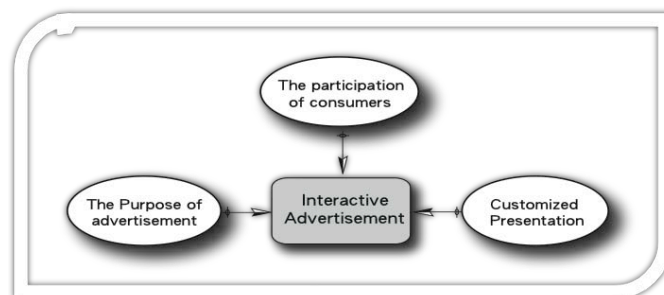 The participation
of consumers
The Purpose of
advertisement
Interactive
Advertisement
Customized
Presentation